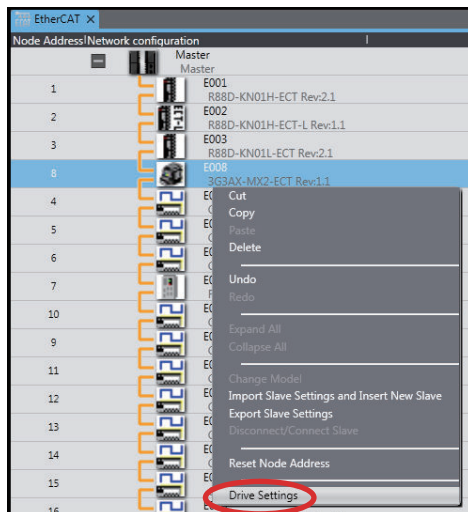 EtherCAT ×
Node Address Network configuration
Master
Master
1 E001
R88D-KN01H-ECT Rev:2.1
2 E002
R88D-KN01H-ECT-L Rev:1.1
3 E003
R88D-KN01L-ECT Rev:2.1
8 E008
3G3AX-MX2-ECT Rev:1.1
4
5
6
7
10
9
11
12
13
14
15
16
Cut
Copy
Paste
Delete
Undo
Redo
Expand All
Collapse All
Change Model
Import Slave Settings and Insert New Slave
Export Slave Settings
Disconnect/Connect Slave
Reset Node Address
Drive Settings